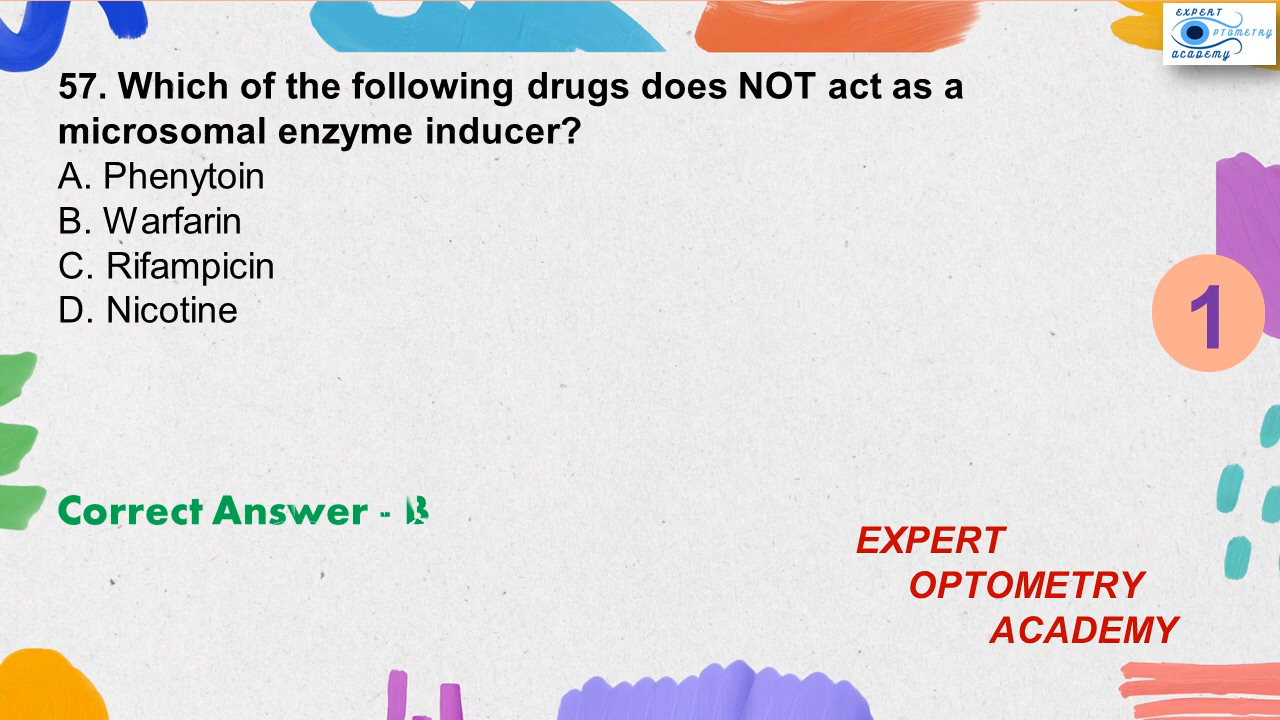 EXPERT
PTOMETRY
academy
57. Which of the following drugs does NOT act as a
microsomal enzyme inducer?
A. Phenytoin
B. Warfarin
C. Rifampicin
D. Nicotine
1
Correct Answer - B
EXPERT
OPTOMETRY
ACADEMY